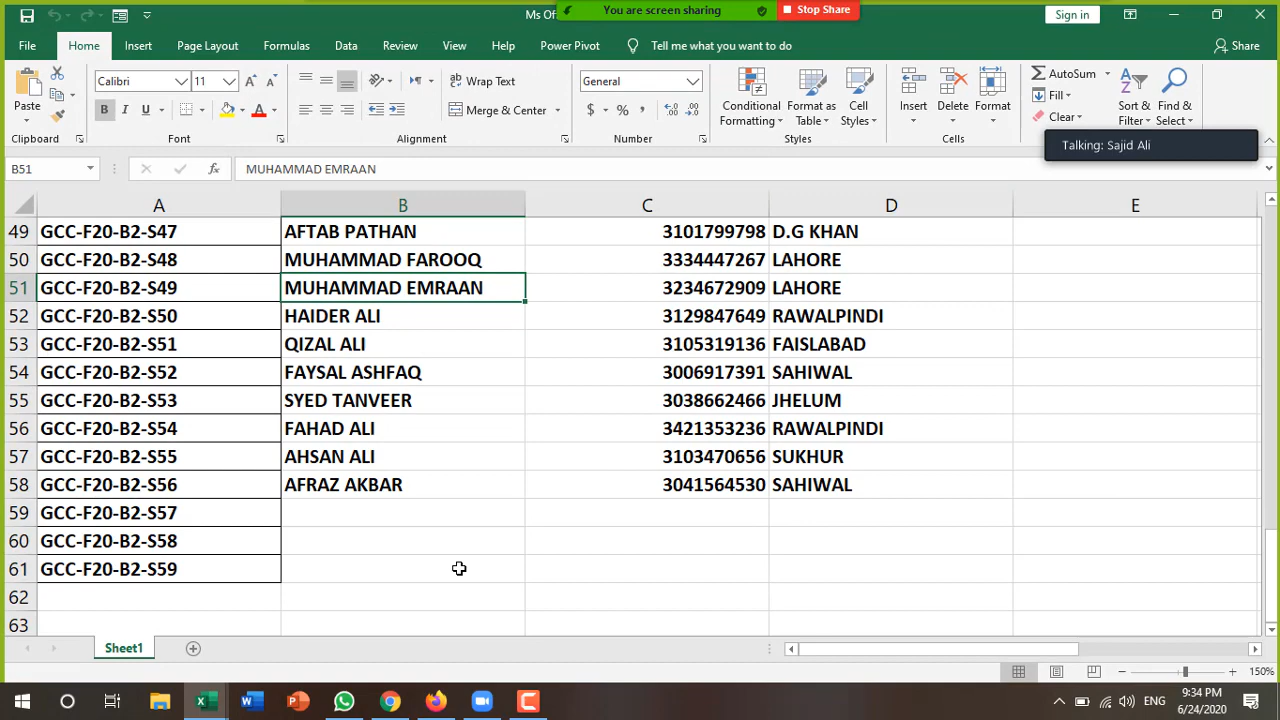 Ms Of
You are screen sharing
Stop Share
Sign in
File Home Insert Page Layout Formulas Data Review View Help Power Pivot Tell me what you want to do Share
Paste
Calibri 11
B I U
Wrap Text
Merge & Center
General
$ % ,
Conditional Formatting
Format as Table
Cell Styles
Insert
Delete
Format
AutoSum
Fill
Clear
Sort & Filter
Find & Select
Clipboard Font Alignment Number Styles Cells
Talking: Sajid Ali
B51 fx MUHAMMAD EMRAAN
A B C D E
49 GCC-F20-B2-S47 AFTAB PATHAN 3101799798 D.G KHAN
50 GCC-F20-B2-S48 MUHAMMAD FAROOQ 3334447267 LAHORE
51 GCC-F20-B2-S49 MUHAMMAD EMRAAN 3234672909 LAHORE
52 GCC-F20-B2-S50 HAIDER ALI 3129847649 RAWALPINDI
53 GCC-F20-B2-S51 QIZAL ALI 3105319136 FAISLABAD
54 GCC-F20-B2-S52 FAYSAL ASHFAQ 3006917391 SAHIWAL
55 GCC-F20-B2-S53 SYED TANVEER 3038662466 JHELUM
56 GCC-F20-B2-S54 FAHAD ALI 3421353236 RAWALPINDI
57 GCC-F20-B2-S55 AHSAN ALI 3103470656 SUKHUR
58 GCC-F20-B2-S56 AFRAZ AKBAR 3041564530 SAHIWAL
59 GCC-F20-B2-S57
60 GCC-F20-B2-S58
61 GCC-F20-B2-S59
62
63
Sheet1
150%
ENG
9:34 PM
6/24/2020